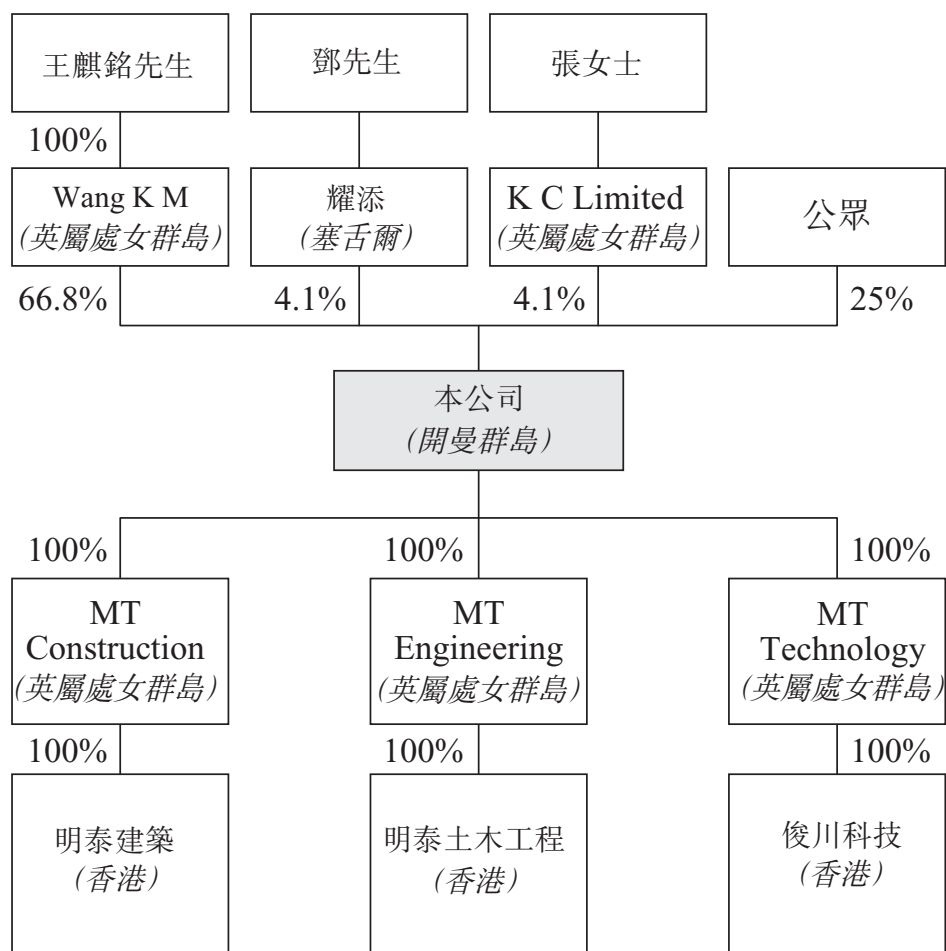 王麒銘先生
鄧先生
張女士
100%
Wang K M
(英屬處女群島)
耀添
(塞舌爾)
K C Limited
(英屬處女群島)
公眾
66.8%
4.1%
4.1%
25%
本公司
(開曼群島)
100%
100%
100%
MT
Construction
(英屬處女群島)
MT
Engineering
(英屬處女群島)
MT
Technology
(英屬處女群島)
100%
100%
100%
明泰建築
(香港)
明泰土木工程
(香港)
俊川科技
(香港)